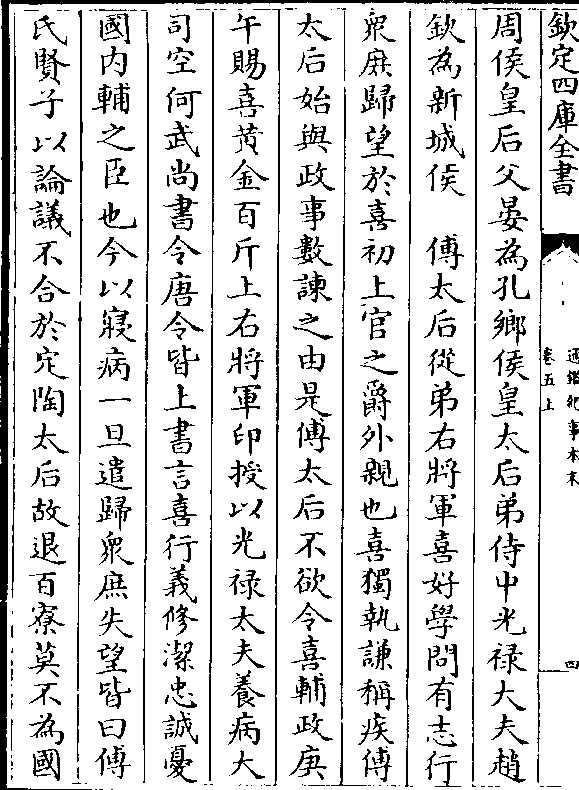 欽定四庫全書
通鑑紀事本末
卷五上
四
周侯皇后父晏為孔鄉侯皇太后弟侍中光禄大夫趙
欽為新城侯　傅太后從弟右將軍喜好學問有志行
衆庶歸望於喜初上官之爵外親也喜獨執謙稱疾傅
太后始與政事數諫之由是傅太后不欲令喜輔政庚
午賜喜黄金百斤上右將軍印授以光禄太夫養病大
司空何武尚書令唐令皆上書言喜行義修潔忠誠憂
國内輔之臣也今以寢病一旦遣歸衆庶失望皆曰傅
氏賢子以論議不合於定陶太后故退百寮莫不為國